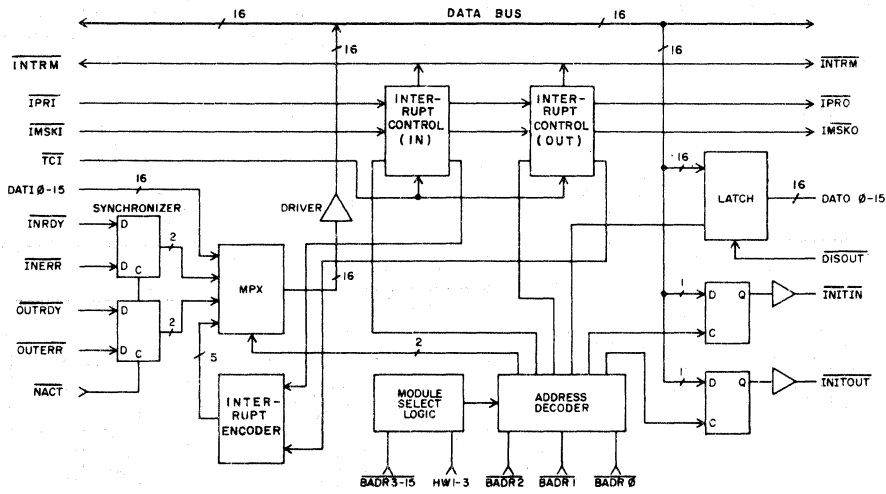 16 DATA BUS 16
16 16
INTRM INTRM
IPRI INTER- INTER- IPRO
RUPT RUPT
IMSKI CONTROL CONTROL IMSKO
(IN) (OUT)
TCI
16 16
DATI Ø-15 DRIVER LATCH 16 DATO Ø-15
SYNCHRONIZER
INRDY D 2
DISOUT
INERR D C MPX 16
1 D Q INITIN
OUTRDY D 2
OUTERR D C 5 2 C
1 D Q INITOUT
NACT INTER- MODULE ADDRESS
RUPT SELECT DECODER C
ENCODER LOGIC
BADR3-15 HW1-3 BADR2 BADR1 BADRØ